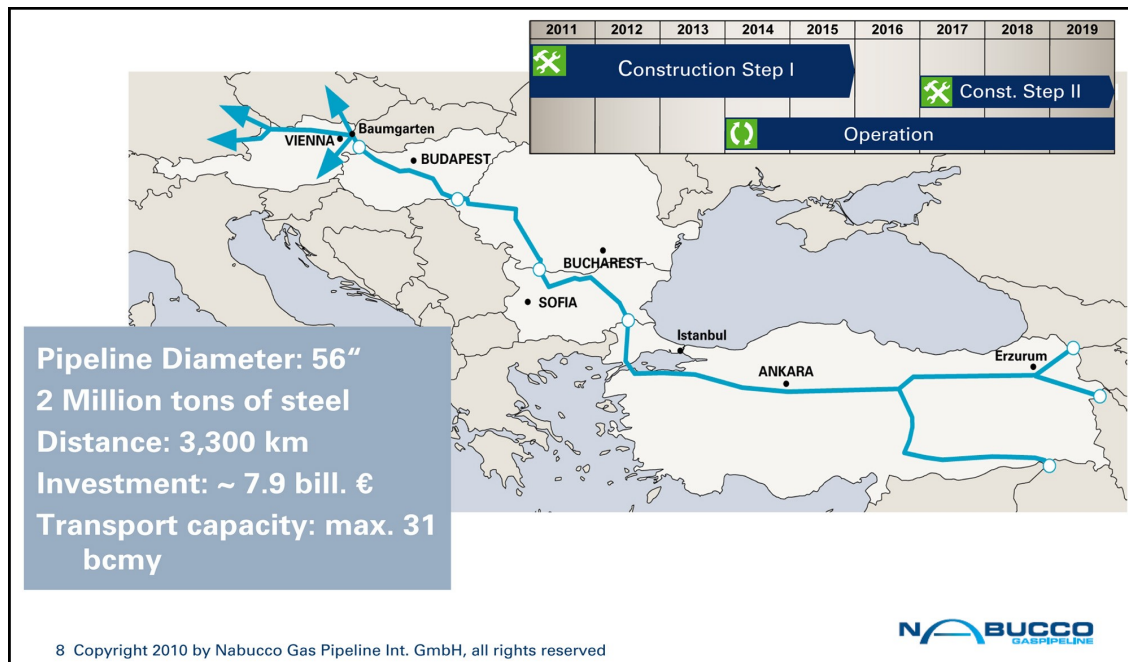 2011 2012 2013 2014 2015 2016 2017 2018 2019
Construction Step I
Const. Step II
Operation
Baumgarten
VIENNA
BUDAPEST
BUCHAREST
SOFIA
Istanbul
ANKARA
Erzurum
Pipeline Diameter: 56“
2 Million tons of steel
Distance: 3,300 km
Investment: ~ 7.9 bill. €
Transport capacity: max. 31
bcmy
NABUCCO
GASPIPELINE
8 Copyright 2010 by Nabucco Gas Pipeline Int. GmbH, all rights reserved